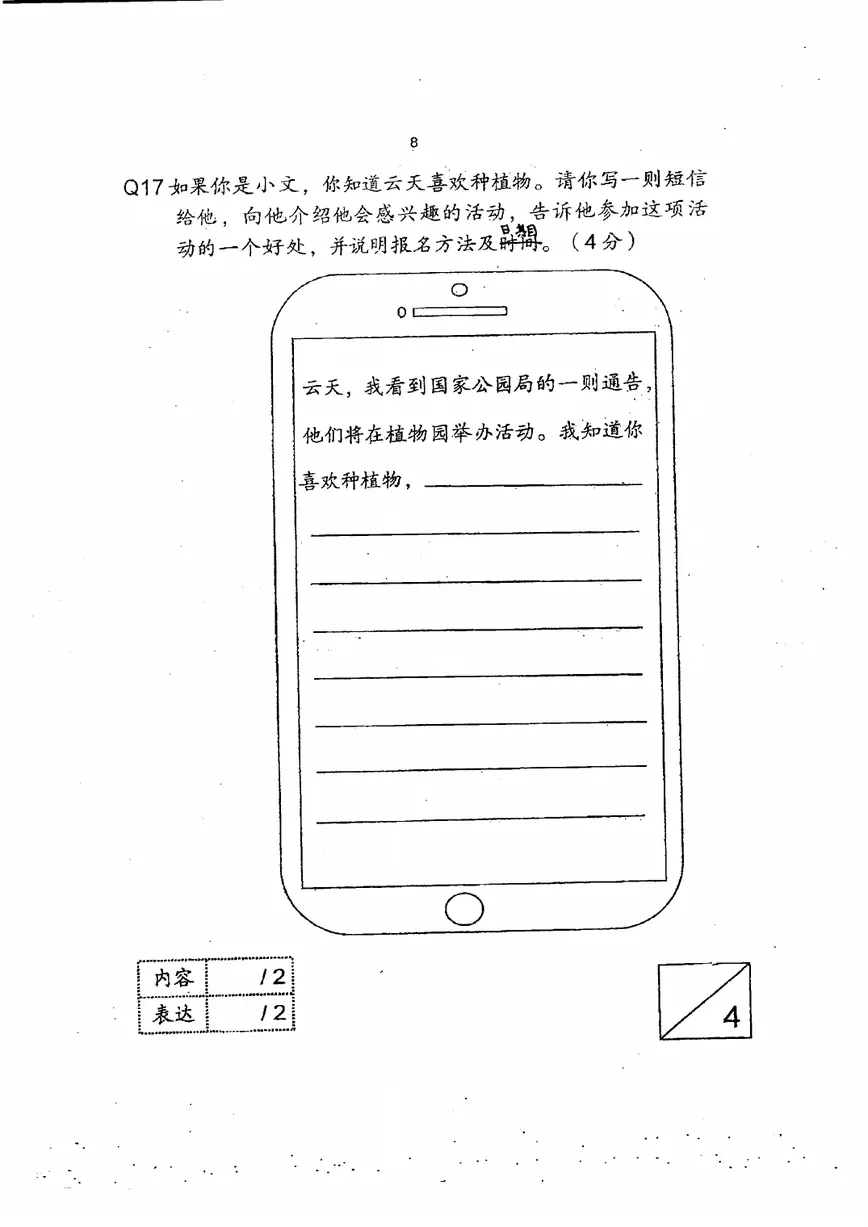 8
Q17 如果你是小文，你知道云天喜欢种植物。请你写一则短信
给他，向他介绍他会感兴趣的活动，告诉他参加这项活
日期
动的一个好处，并说明报名方法及时间。（4分）
云天，我看到国家公园局的一则通告，
他们将在植物园举办活动。我知道你
喜欢种植物，
内容 /2
表达 /2
4